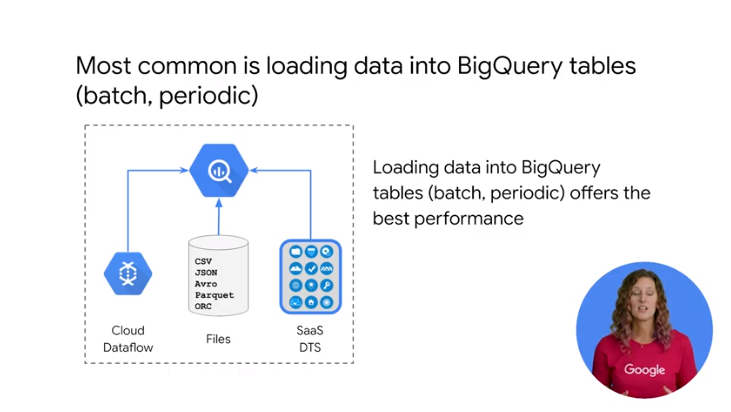 Most common is loading data into BigQuery tables
(batch, periodic)
Loading data into BigQuery
tables (batch, periodic) offers the
best performance
CSV
JSON
Avro
Parquet
ORC
Cloud
Dataflow
Files
SaaS
DTS
Google